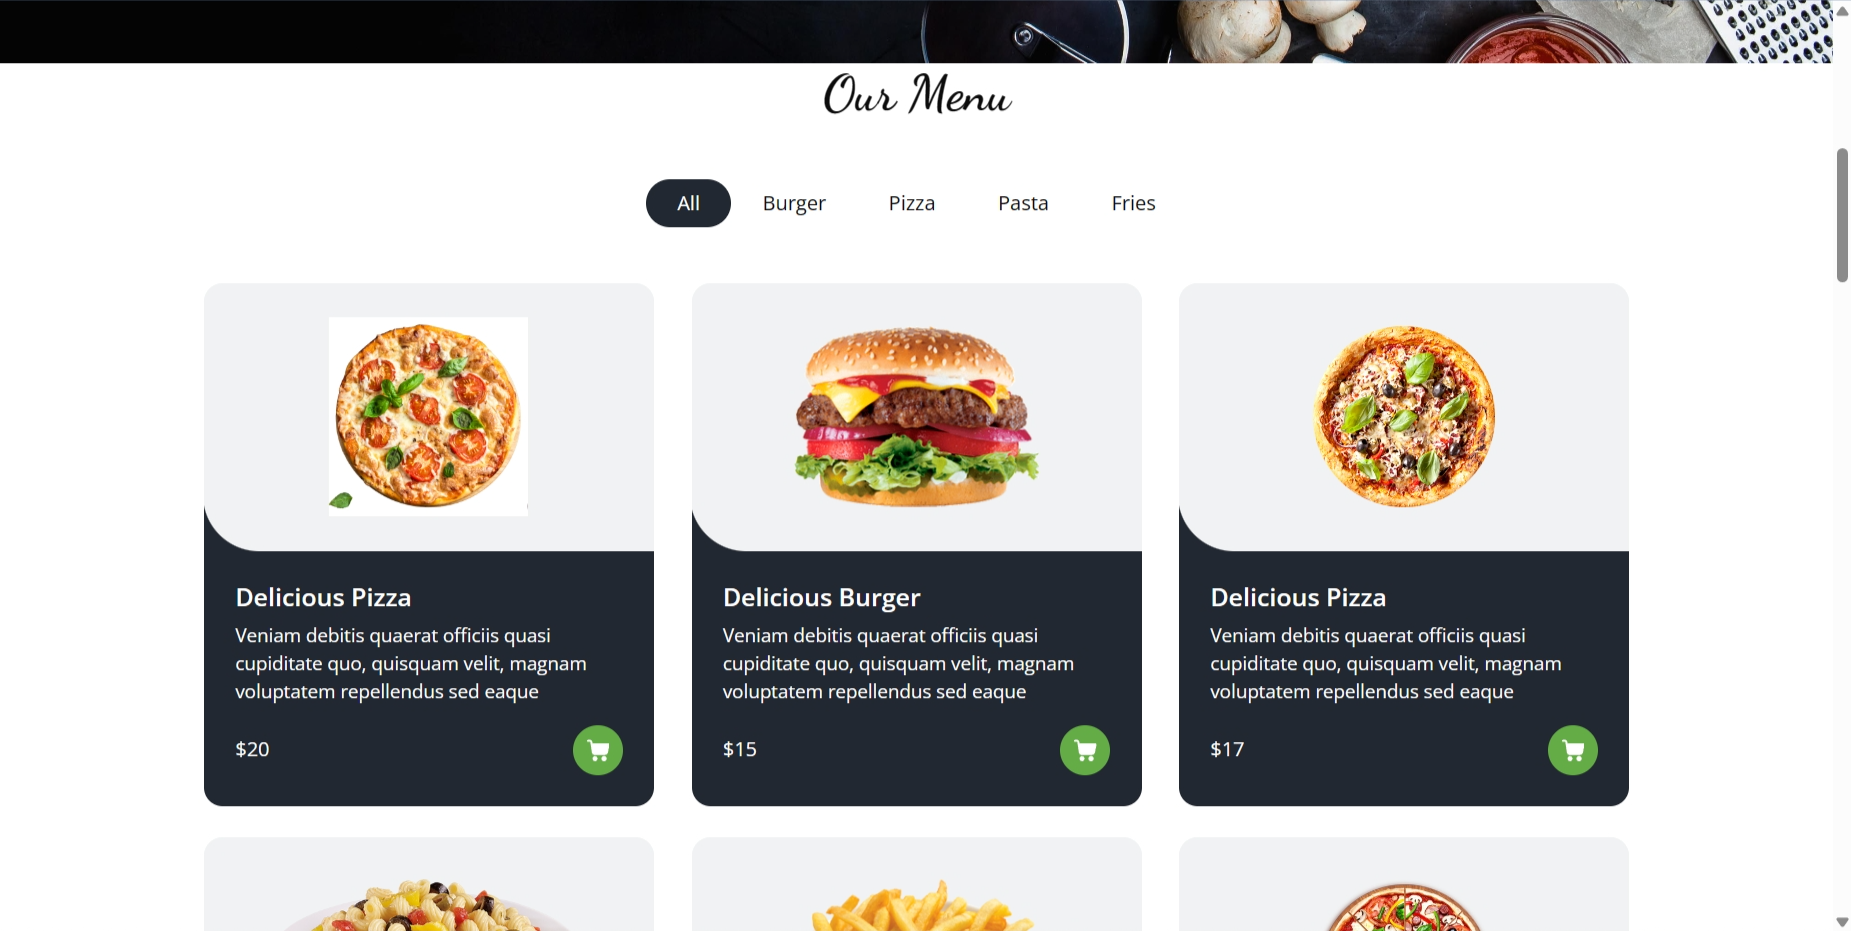 Our Menu
All
Burger
Pizza
Pasta
Fries
Delicious Pizza
Veniam debitis quaerat officiis quasi
cupiditate quo, quisquam velit, magnam
voluptatem repellendus sed eaque
$20
Delicious Burger
Veniam debitis quaerat officiis quasi
cupiditate quo, quisquam velit, magnam
voluptatem repellendus sed eaque
$15
Delicious Pizza
Veniam debitis quaerat officiis quasi
cupiditate quo, quisquam velit, magnam
voluptatem repellendus sed eaque
$17